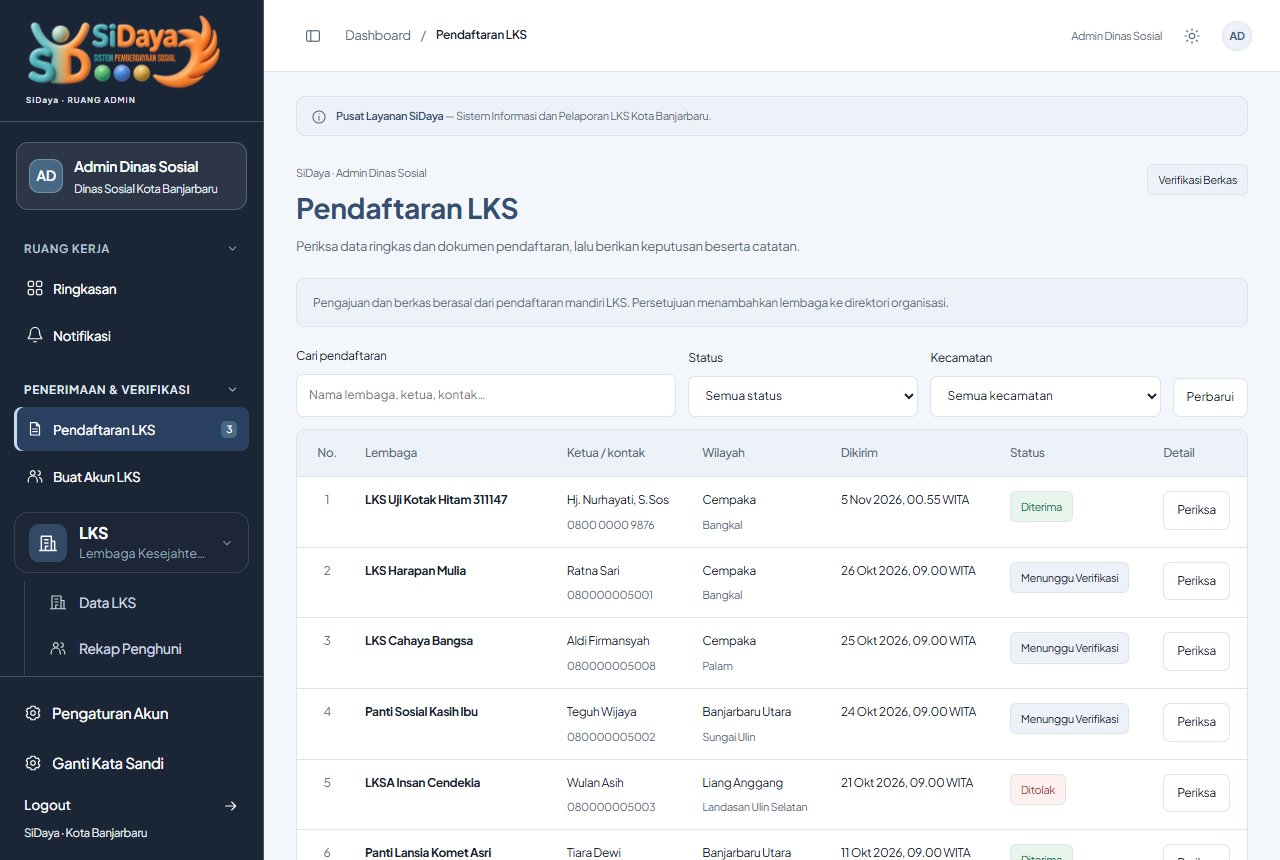 SiDaya
SISTEM PEMBERDAYAAN SOSIAL
SiDaya · RUANG ADMIN
AD
Admin Dinas Sosial
Dinas Sosial Kota Banjarbaru
RUANG KERJA
Ringkasan
Notifikasi
PENERIMAAN & VERIFIKASI
Pendaftaran LKS
3
Buat Akun LKS
LKS
Lembaga Kesejahte...
Data LKS
Rekap Penghuni
Pengaturan Akun
Ganti Kata Sandi
Logout
SiDaya · Kota Banjarbaru
Dashboard / Pendaftaran LKS
Admin Dinas Sosial
AD
Pusat Layanan SiDaya — Sistem Informasi dan Pelaporan LKS Kota Banjarbaru.
SiDaya · Admin Dinas Sosial
Verifikasi Berkas
Pendaftaran LKS
Periksa data ringkas dan dokumen pendaftaran, lalu berikan keputusan beserta catatan.
Pengajuan dan berkas berasal dari pendaftaran mandiri LKS. Persetujuan menambahkan lembaga ke direktori organisasi.
Cari pendaftaran
Status
Kecamatan
Nama lembaga, ketua, kontak...
Semua status
Semua kecamatan
Perbarui
No. Lembaga Ketua / kontak Wilayah Dikirim Status Detail
1 LKS Uji Kotak Hitam 311147 Hj. Nurhayati, S.Sos Cempaka 5 Nov 2026, 00.55 WITA Diterima Periksa
0800 0000 9876 Bangkal
2 LKS Harapan Mulia Ratna Sari Cempaka 26 Okt 2026, 09.00 WITA Menunggu Verifikasi Periksa
080000005001 Bangkal
3 LKS Cahaya Bangsa Aldi Firmansyah Cempaka 25 Okt 2026, 09.00 WITA Menunggu Verifikasi Periksa
080000005008 Palam
4 Panti Sosial Kasih Ibu Teguh Wijaya Banjarbaru Utara 24 Okt 2026, 09.00 WITA Menunggu Verifikasi Periksa
080000005002 Sungai Ulin
5 LKSA Insan Cendekia Wulan Asih Liang Anggang 21 Okt 2026, 09.00 WITA Ditolak Periksa
080000005003 Landasan Ulin Selatan
6 Panti Lansia Komet Asri Tiara Dewi Banjarbaru Utara 11 Okt 2026, 09.00 WITA Diterima Periksa